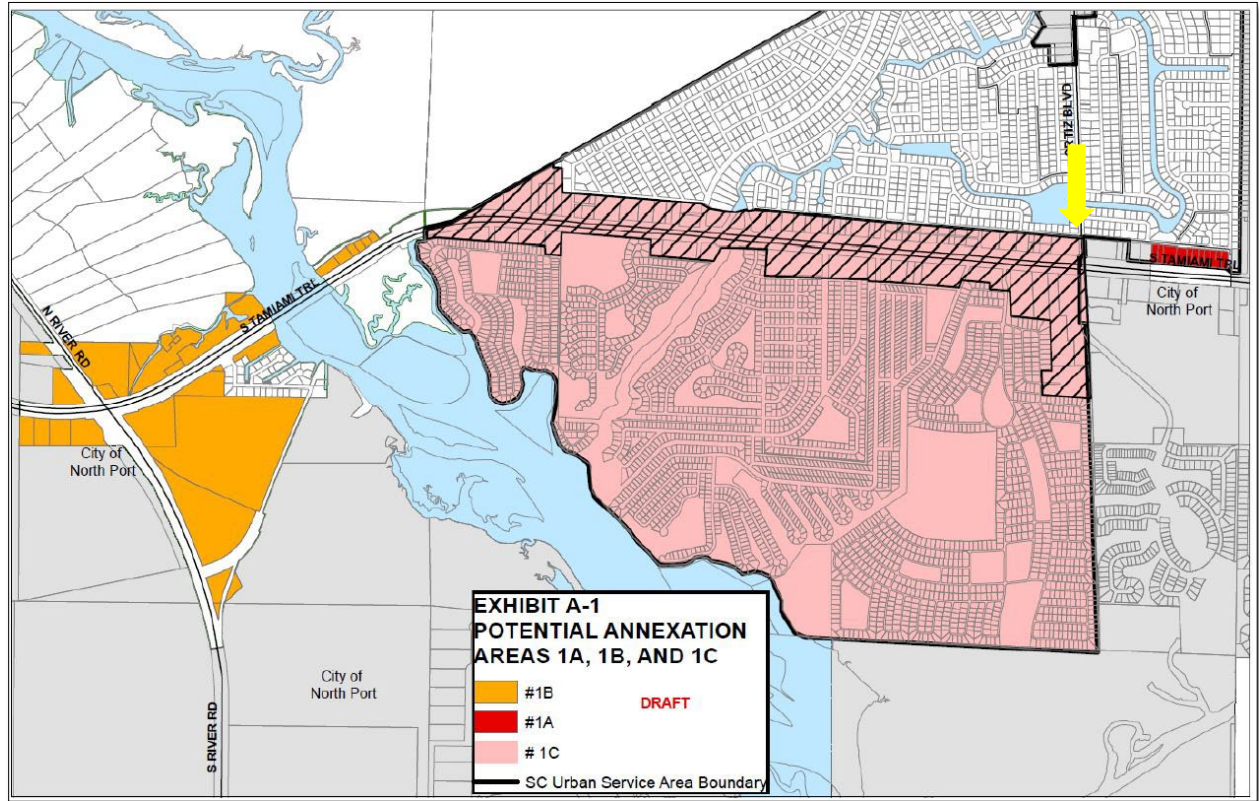 ORTIZ BLVD
S TAMIAMI TRL
City of
North Port
S TAMIAMI TRL
N RIVER RD
City of
North Port
City of
North Port
S RIVER RD
EXHIBIT A-1
POTENTIAL ANNEXATION
AREAS 1A, 1B, AND 1C
#1B
DRAFT
#1A
# 1C
SC Urban Service Area Boundary